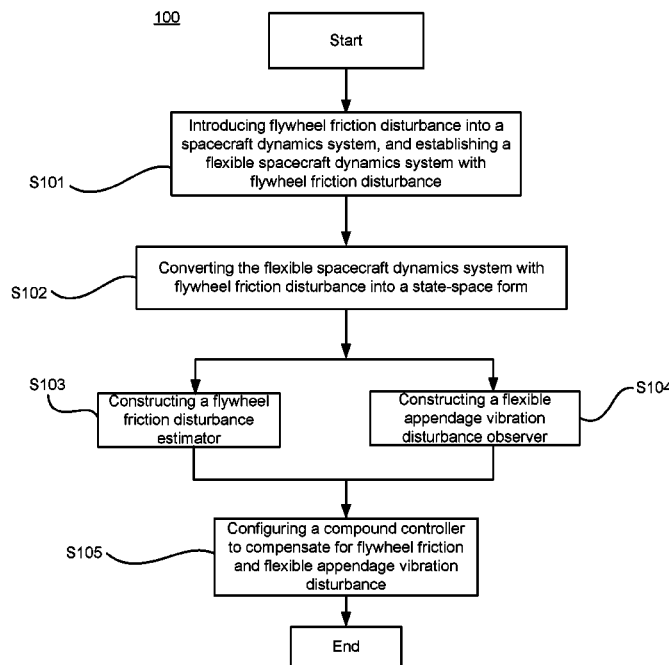 100
Start
Introducing flywheel friction disturbance into a
spacecraft dynamics system, and establishing a
flexible spacecraft dynamics system with
flywheel friction disturbance
S101
Converting the flexible spacecraft dynamics system with
flywheel friction disturbance into a state-space form
S102
S103
Constructing a flywheel
friction disturbance
estimator
S104
Constructing a flexible
appendage vibration
disturbance observer
Configuring a compound controller
to compensate for flywheel friction
and flexible appendage vibration
disturbance
S105
End